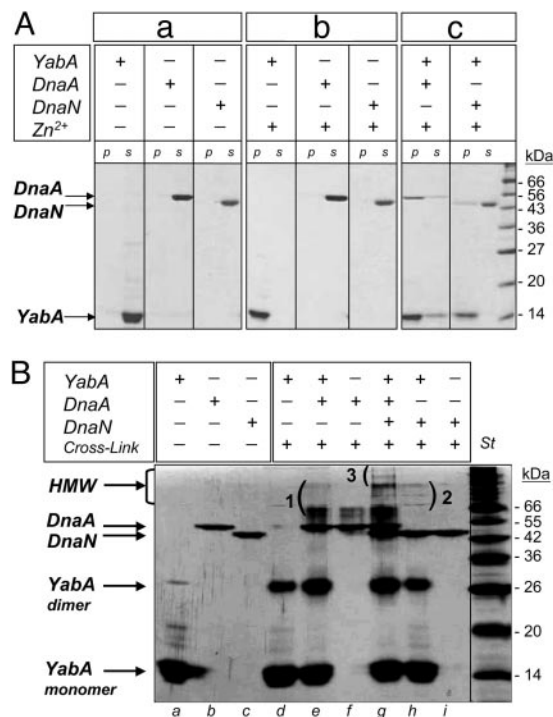 A
a b c
YabA + − − + − − + +
DnaA − + − − + − + −
DnaN − − + − − + − +
Zn2+ − − − + + + + +
p s p s p s p s p s p s p s p s kDa
DnaA
DnaN
YabA
- 66
- 56
- 43
- 36
- 27
- 20
- 14
B
YabA + − − + + − + + −
DnaA − + − − + + + − −
DnaN − − + − − − + + +
Cross-Link − − − + + + + + + St
HMW 1 3 2 kDa
DnaA - 66
- 55
DnaN - 42
- 36
YabA - 26
dimer
- 20
YabA - 14
monomer
a b c d e f g h i